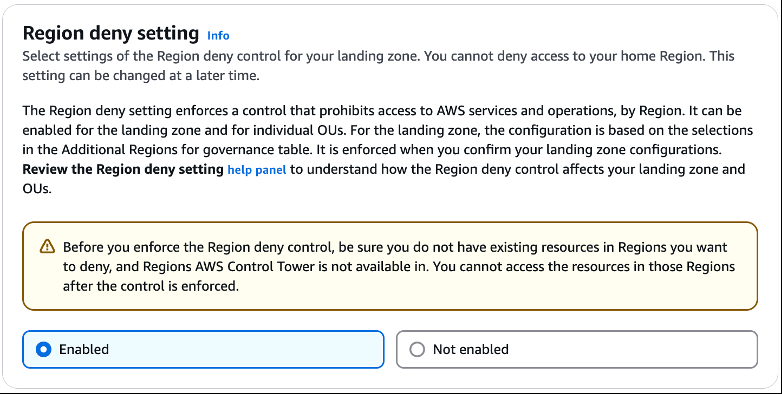 Region deny setting Info
Select settings of the Region deny control for your landing zone. You cannot deny access to your home Region. This
setting can be changed at a later time.
The Region deny setting enforces a control that prohibits access to AWS services and operations, by Region. It can be
enabled for the landing zone and for individual OUs. For the landing zone, the configuration is based on the selections
in the Additional Regions for governance table. It is enforced when you confirm your landing zone configurations.
Review the Region deny setting help panel to understand how the Region deny control affects your landing zone and
OUs.
Before you enforce the Region deny control, be sure you do not have existing resources in Regions you want
to deny, and Regions AWS Control Tower is not available in. You cannot access the resources in those Regions
after the control is enforced.
Enabled
Not enabled